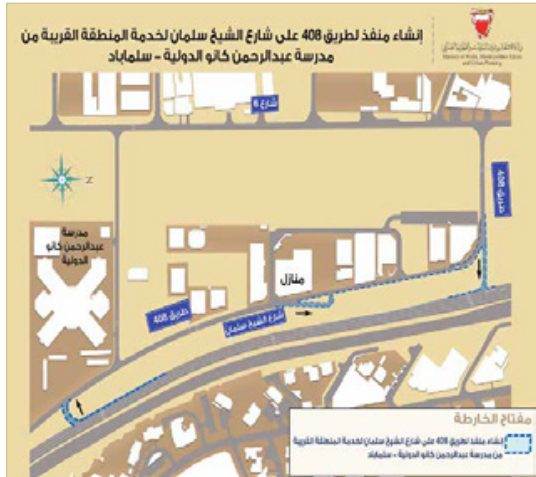 إنشاء منفذ لطريق 408 على شارع الشيخ سلمان لخدمة المنطقة القريبة من
مدرسة عبدالرحمن كانو الدولية – سلماباد
شارع 6
N
طريق 408
مدرسة
عبدالرحمن كانو
الدولية
منازل
طريق 408
شارع الشيخ سلمان
مفتاح الخارطة
إنشاء منفذ لطريق 408 على شارع الشيخ سلمان لخدمة المنطقة القريبة
من مدرسة عبدالرحمن كانو الدولية – سلماباد